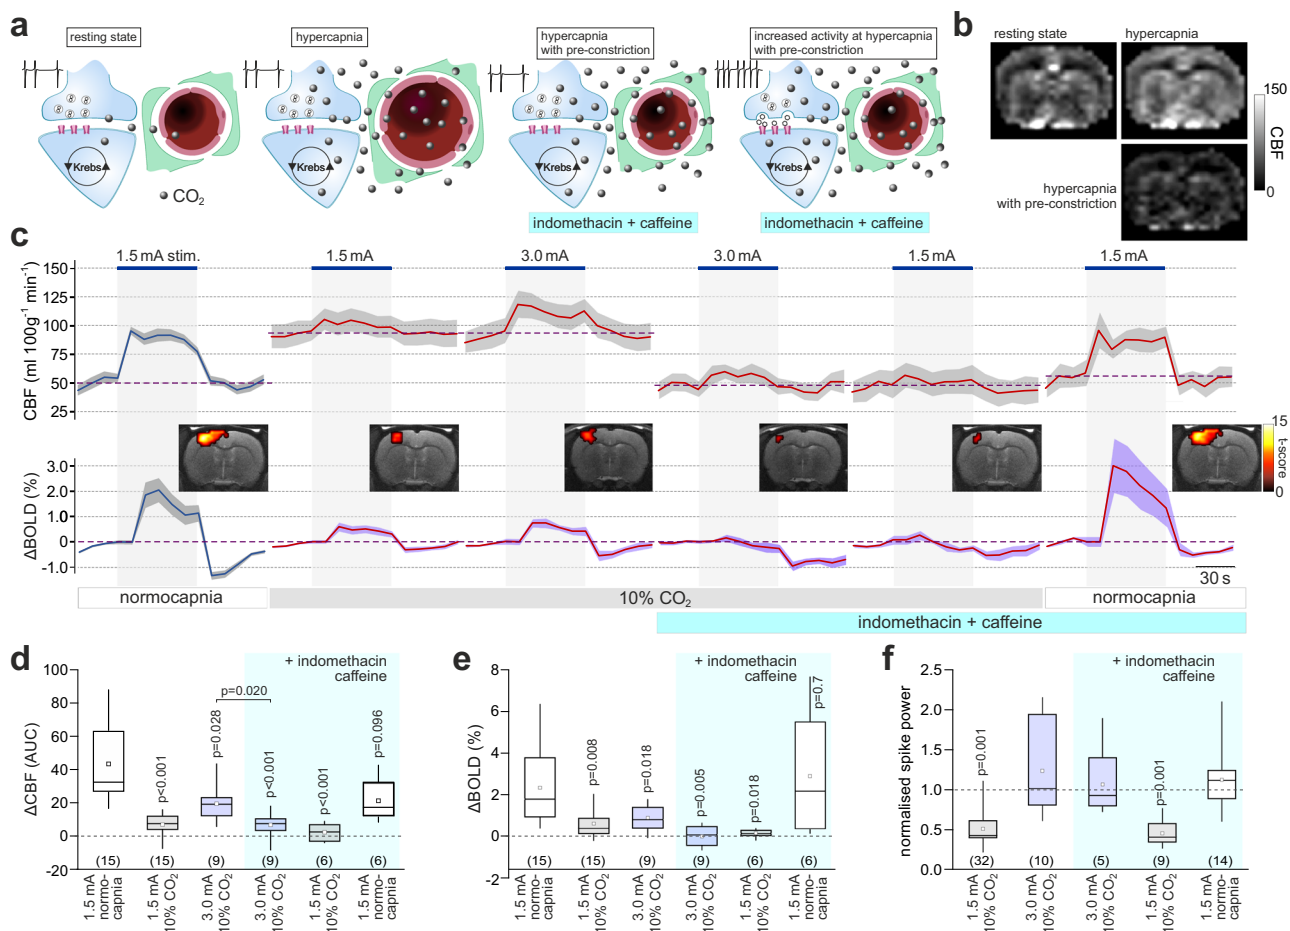 a
resting state
hypercapnia
hypercapnia
with pre-constriction
increased activity at hypercapnia
with pre-constriction
Krebs
Krebs
Krebs
Krebs
CO2
indomethacin + caffeine
indomethacin + caffeine
b
resting state
hypercapnia
hypercapnia
with pre-constriction
150
CBF
0
c
1.5 mA stim.
1.5 mA
3.0 mA
3.0 mA
1.5 mA
1.5 mA
CBF (ml 100g-1 min-1)
150
125
100
75
50
25
15
t-score
0
ΔBOLD (%)
3.0
2.0
1.0
0
-1.0
30 s
normocapnia
10% CO2
normocapnia
indomethacin + caffeine
d
+ indomethacin
caffeine
ΔCBF (AUC)
100
80
60
40
20
0
-20
p<0.001
p=0.028
p=0.020
p<0.001
p<0.001
p=0.096
(15)
(15)
(9)
(9)
(6)
(6)
1.5 mA
normo-
capnia
1.5 mA
10% CO2
3.0 mA
10% CO2
3.0 mA
10% CO2
1.5 mA
10% CO2
1.5 mA
normo-
capnia
e
+ indomethacin
caffeine
ΔBOLD (%)
8
6
4
2
0
-2
p=0.008
p=0.018
p=0.005
p=0.018
p=0.7
(15)
(15)
(9)
(9)
(6)
(6)
1.5 mA
normo-
capnia
1.5 mA
10% CO2
3.0 mA
10% CO2
3.0 mA
10% CO2
1.5 mA
10% CO2
1.5 mA
normo-
capnia
f
+ indomethacin
caffeine
normalised spike power
2.5
2.0
1.5
1.0
0.5
0.0
p=0.001
p=0.001
(32)
(10)
(5)
(9)
(14)
1.5 mA
10% CO2
3.0 mA
10% CO2
3.0 mA
10% CO2
1.5 mA
10% CO2
1.5 mA
normo-
capnia